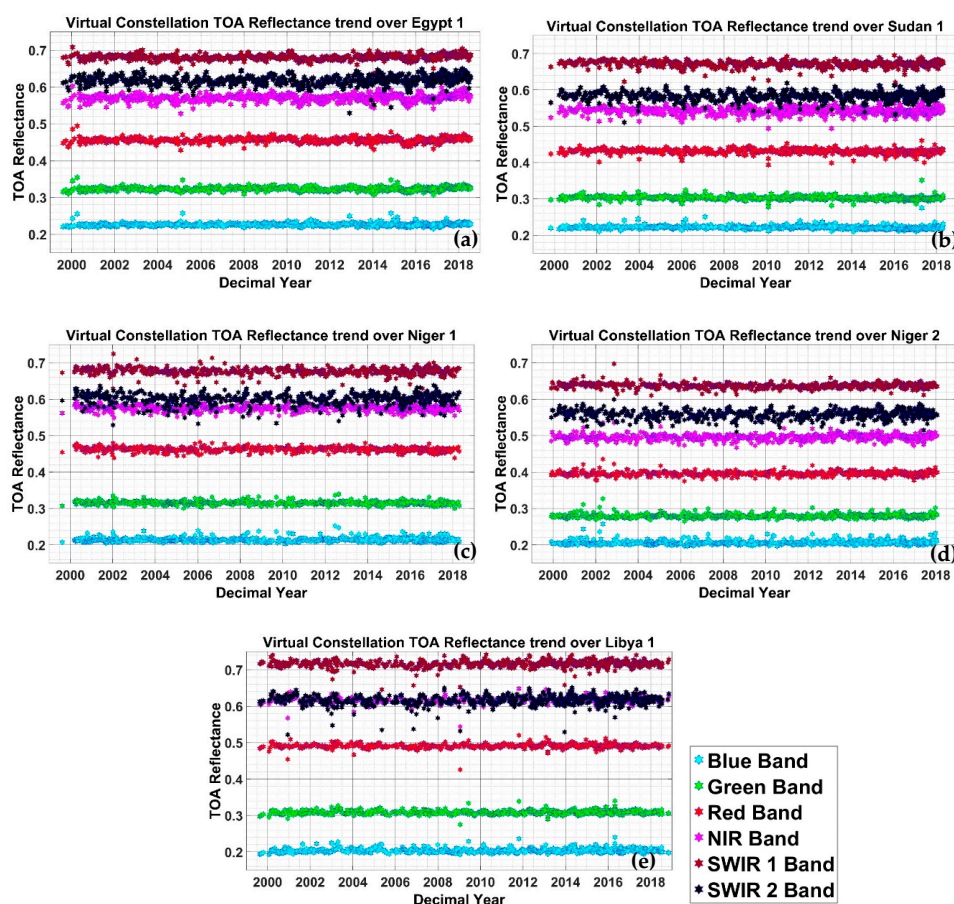 Virtual Constellation TOA Reflectance trend over Egypt 1
TOA Reflectance
0.7
0.6
0.5
0.4
0.3
0.2
(a)
2000 2002 2004 2006 2008 2010 2012 2014 2016 2018
Decimal Year
Virtual Constellation TOA Reflectance trend over Sudan 1
TOA Reflectance
0.7
0.6
0.5
0.4
0.3
0.2
(b)
2000 2002 2004 2006 2008 2010 2012 2014 2016 2018
Decimal Year
Virtual Constellation TOA Reflectance trend over Niger 1
TOA Reflectance
0.7
0.6
0.5
0.4
0.3
0.2
(c)
2000 2002 2004 2006 2008 2010 2012 2014 2016 2018
Decimal Year
Virtual Constellation TOA Reflectance trend over Niger 2
TOA Reflectance
0.7
0.6
0.5
0.4
0.3
0.2
(d)
2000 2002 2004 2006 2008 2010 2012 2014 2016 2018
Decimal Year
Virtual Constellation TOA Reflectance trend over Libya 1
TOA Reflectance
0.7
0.6
0.5
0.4
0.3
0.2
(e)
2000 2002 2004 2006 2008 2010 2012 2014 2016 2018
Decimal Year
Blue Band
Green Band
Red Band
NIR Band
SWIR 1 Band
SWIR 2 Band